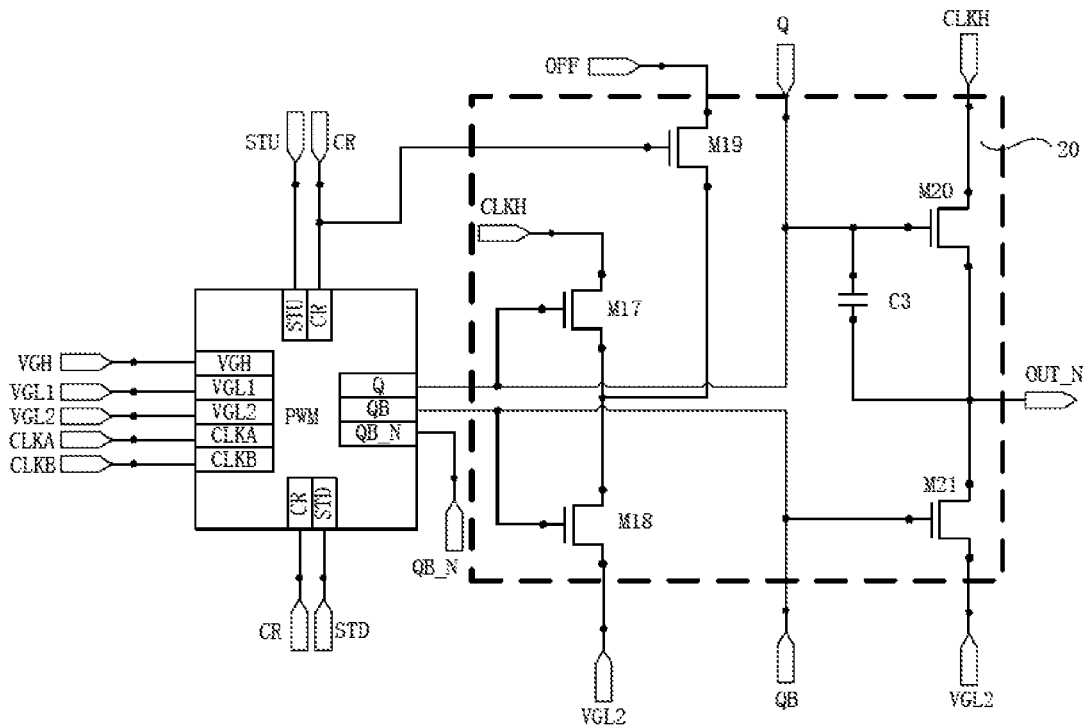 Q
CLKH
OFF
STU
CR
M19
20
CLKH
M20
STU
CR
M17
C3
VGH
VGH
VGL1
VGL1
Q
OUT_N
VGL2
VGL2
PWM
QB
CLKA
CLKA
QB_N
CLKB
CLKB
CR
STD
M18
M21
QB_N
CR
STD
VGL2
QB
VGL2